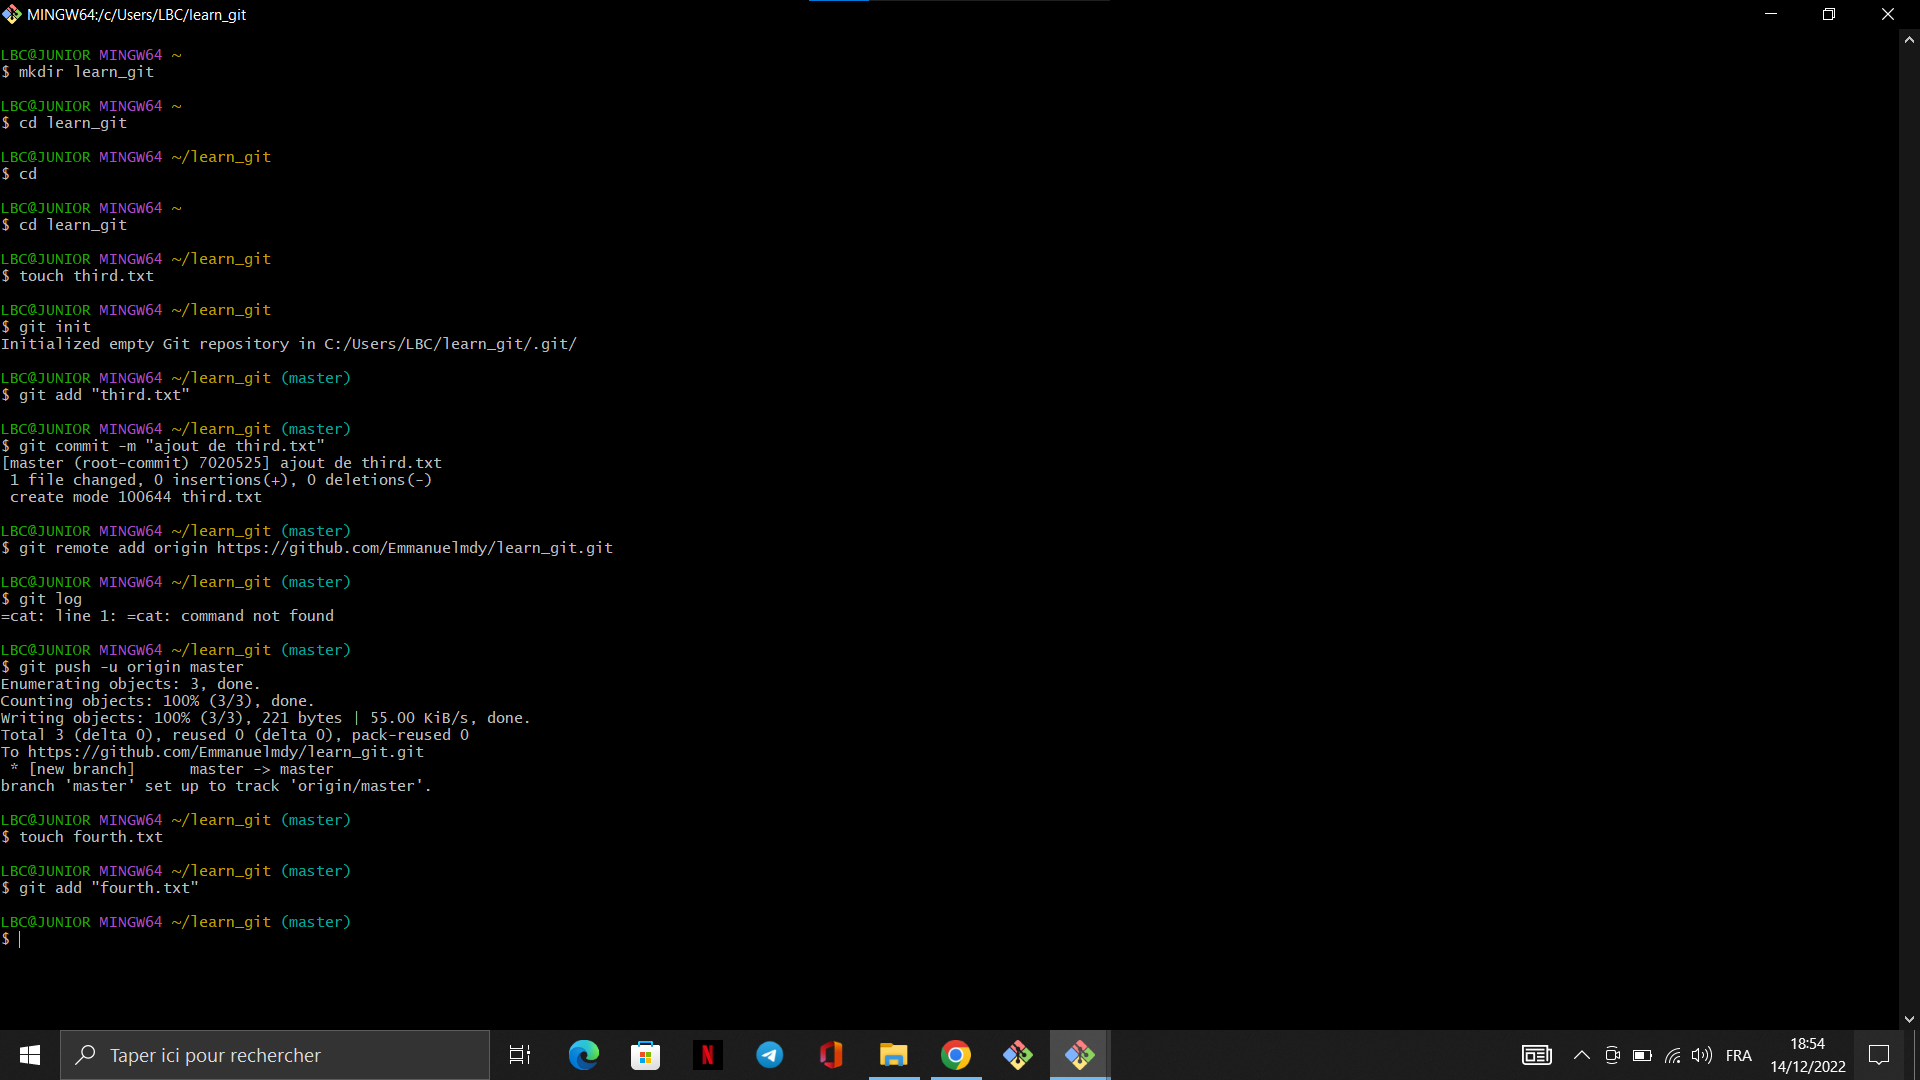 MINGW64:/c/Users/LBC/learn_git
LBC@JUNIOR MINGW64 ~
$ mkdir learn_git
LBC@JUNIOR MINGW64 ~
$ cd learn_git
LBC@JUNIOR MINGW64 ~/learn_git
$ cd
LBC@JUNIOR MINGW64 ~
$ cd learn_git
LBC@JUNIOR MINGW64 ~/learn_git
$ touch third.txt
LBC@JUNIOR MINGW64 ~/learn_git
$ git init
Initialized empty Git repository in C:/Users/LBC/learn_git/.git/
LBC@JUNIOR MINGW64 ~/learn_git (master)
$ git add "third.txt"
LBC@JUNIOR MINGW64 ~/learn_git (master)
$ git commit -m "ajout de third.txt"
[master (root-commit) 7020525] ajout de third.txt
 1 file changed, 0 insertions(+), 0 deletions(-)
 create mode 100644 third.txt
LBC@JUNIOR MINGW64 ~/learn_git (master)
$ git remote add origin https://github.com/Emmanuelmdy/learn_git.git
LBC@JUNIOR MINGW64 ~/learn_git (master)
$ git log
=cat: line 1: =cat: command not found
LBC@JUNIOR MINGW64 ~/learn_git (master)
$ git push -u origin master
Enumerating objects: 3, done.
Counting objects: 100% (3/3), done.
Writing objects: 100% (3/3), 221 bytes | 55.00 KiB/s, done.
Total 3 (delta 0), reused 0 (delta 0), pack-reused 0
To https://github.com/Emmanuelmdy/learn_git.git
 * [new branch]      master -> master
branch 'master' set up to track 'origin/master'.
LBC@JUNIOR MINGW64 ~/learn_git (master)
$ touch fourth.txt
LBC@JUNIOR MINGW64 ~/learn_git (master)
$ git add "fourth.txt"
LBC@JUNIOR MINGW64 ~/learn_git (master)
$
Taper ici pour rechercher
N
FRA
18:54
14/12/2022